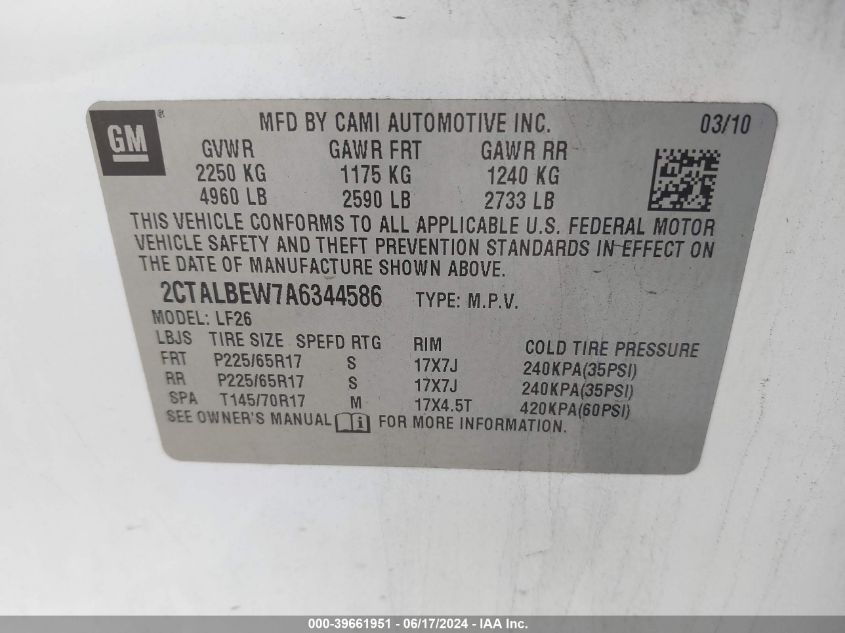 GM ® MFD BY CAMI AUTOMOTIVE INC. 03/10
GVWR GAWR FRT GAWR RR
2250 KG 1175 KG 1240 KG
4960 LB 2590 LB 2733 LB
THIS VEHICLE CONFORMS TO ALL APPLICABLE U.S. FEDERAL MOTOR
VEHICLE SAFETY AND THEFT PREVENTION STANDARDS IN EFFECT ON
THE DATE OF MANUFACTURE SHOWN ABOVE.
2CTALBEW7A6344586 TYPE: M.P.V.
MODEL: LF26
LBJS TIRE SIZE SPEFD RTG RIM COLD TIRE PRESSURE
FRT P225/65R17 S 17X7J 240KPA(35PSI)
RR P225/65R17 S 17X7J 240KPA(35PSI)
SPA T145/70R17 M 17X4.5T 420KPA(60PSI)
SEE OWNER'S MANUAL i FOR MORE INFORMATION.
000-39661951 - 06/17/2024 - IAA Inc.